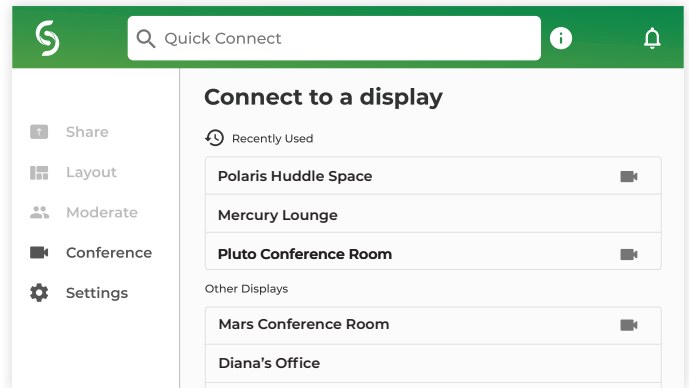 Quick Connect
Share
Layout
Moderate
Conference
Settings
Connect to a display
Recently Used
Polaris Huddle Space
Mercury Lounge
Pluto Conference Room
Other Displays
Mars Conference Room
Diana’s Office